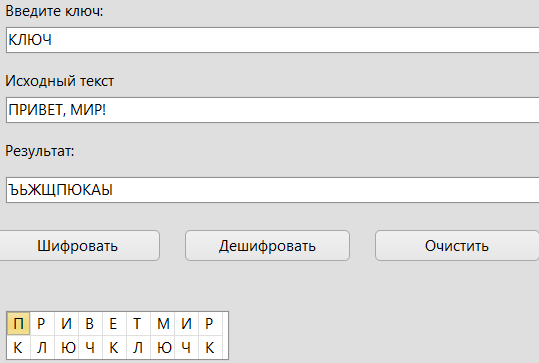 Введите ключ:
КЛЮЧ
Исходный текст
ПРИВЕТ, МИР!
Результат:
ЪЬЖЩПЮКАЫ
Шифровать Дешифровать Очистить
П Р И В Е Т М И Р
К Л Ю Ч К Л Ю Ч К